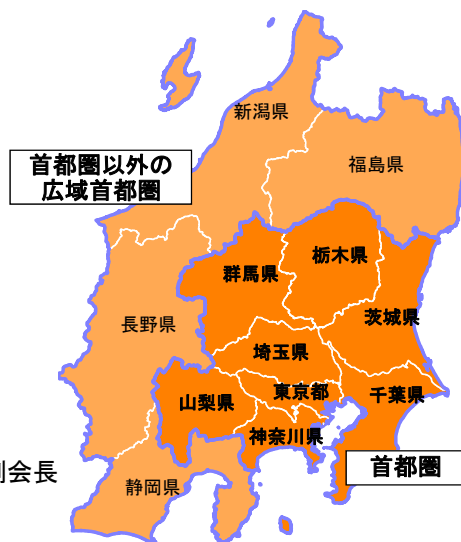 新潟県
首都圏以外の
広域首都圏
福島県
栃木県
群馬県
茨城県
長野県
埼玉県
東京都
千葉県
山梨県
神奈川県
首都圏
副会長
静岡県